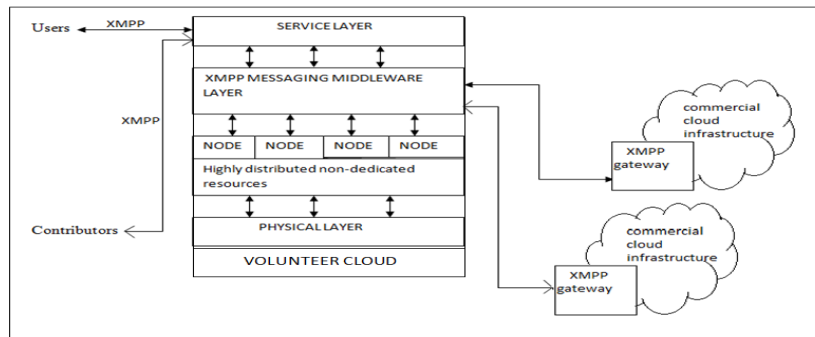 Users
XMPP
SERVICE LAYER
XMPP MESSAGING MIDDLEWARE
LAYER
XMPP
NODE NODE NODE NODE
Highly distributed non-dedicated
resources
Contributors
PHYSICAL LAYER
VOLUNTEER CLOUD
commercial
cloud
infrastructure
XMPP
gateway
commercial
cloud
infrastructure
XMPP
gateway